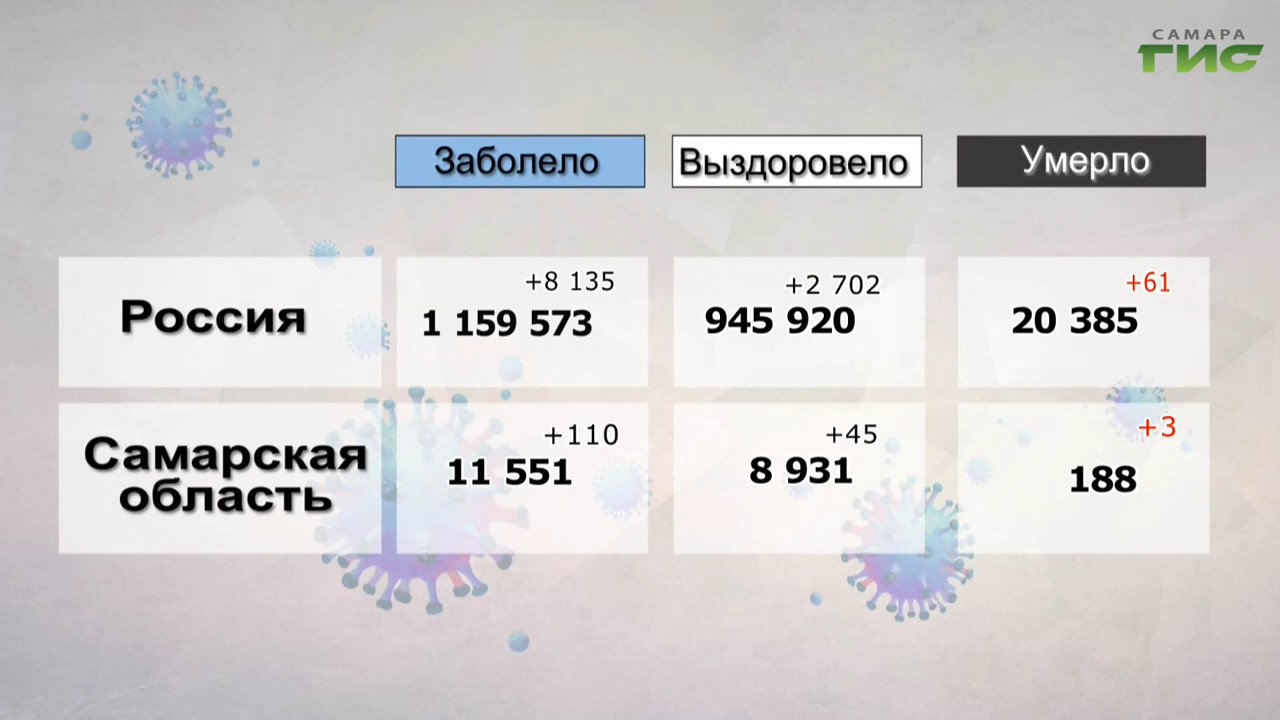 САМАРА
ГИС
Заболело Выздоровело Умерло
+8 135 +2 702 +61
Россия 1 159 573 945 920 20 385
+110 +45 +3
Самарская
область 11 551 8 931 188